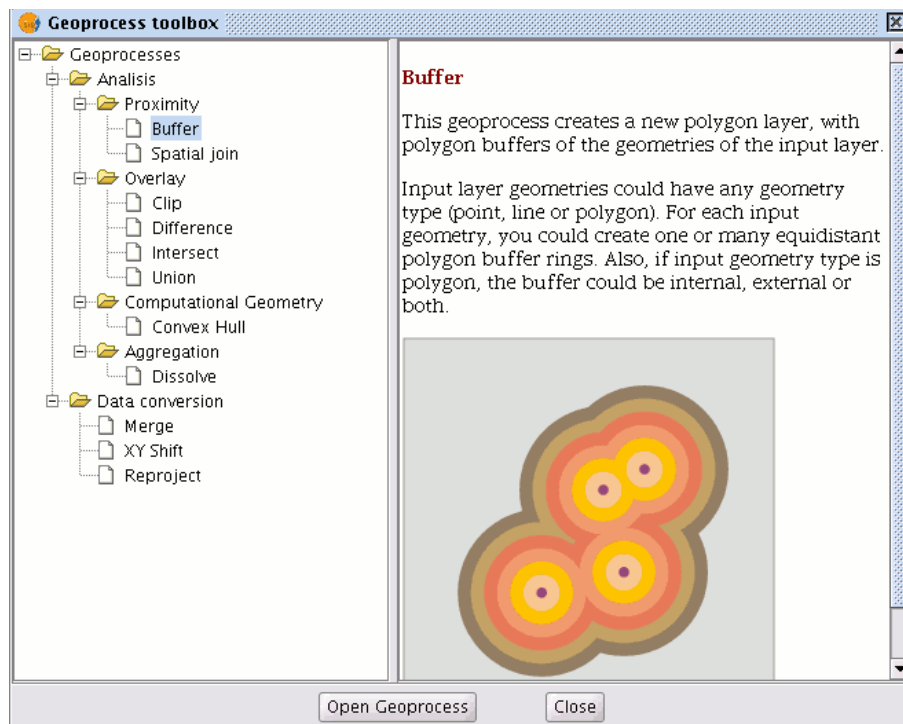 Geoprocess toolbox
Geoprocesses
Analisis
Proximity
Buffer
Spatial join
Overlay
Clip
Difference
Intersect
Union
Computational Geometry
Convex Hull
Aggregation
Dissolve
Data conversion
Merge
XY Shift
Reproject
Buffer
This geoprocess creates a new polygon layer, with
polygon buffers of the geometries of the input layer.
Input layer geometries could have any geometry
type (point, line or polygon). For each input
geometry, you could create one or many equidistant
polygon buffer rings. Also, if input geometry type is
polygon, the buffer could be internal, external or
both.
Open Geoprocess
Close